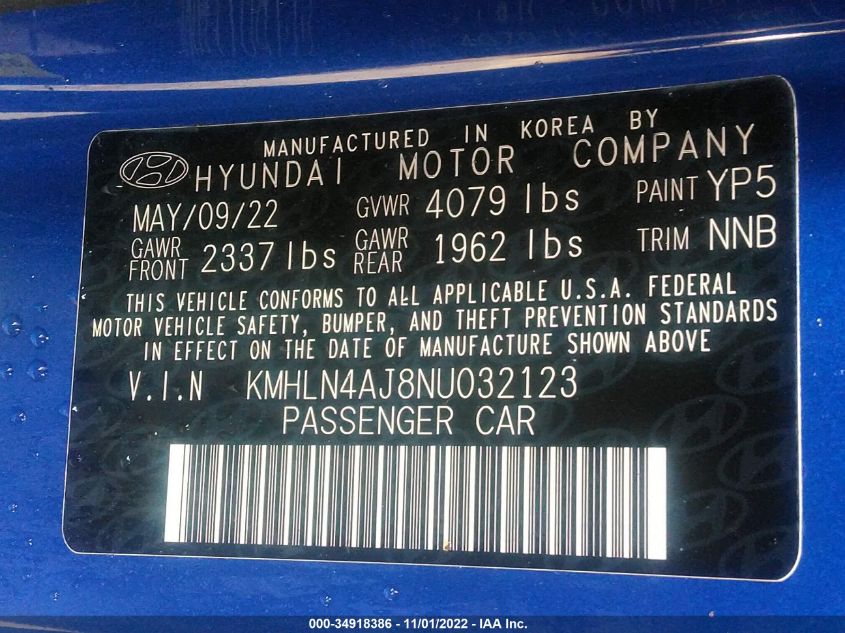 MANUFACTURED IN KOREA BY
HYUNDAI MOTOR COMPANY
MAY/09/22 GVWR 4079 lbs PAINT YP5
GAWR FRONT 2337 lbs GAWR REAR 1962 lbs TRIM NNB
THIS VEHICLE CONFORMS TO ALL APPLICABLE U.S.A. FEDERAL
MOTOR VEHICLE SAFETY, BUMPER, AND THEFT PREVENTION STANDARDS
IN EFFECT ON THE DATE OF MANUFACTURE SHOWN ABOVE
V.I.N KMHLN4AJ8NU032123
PASSENGER CAR
000-34918386 - 11/01/2022 - IAA Inc.